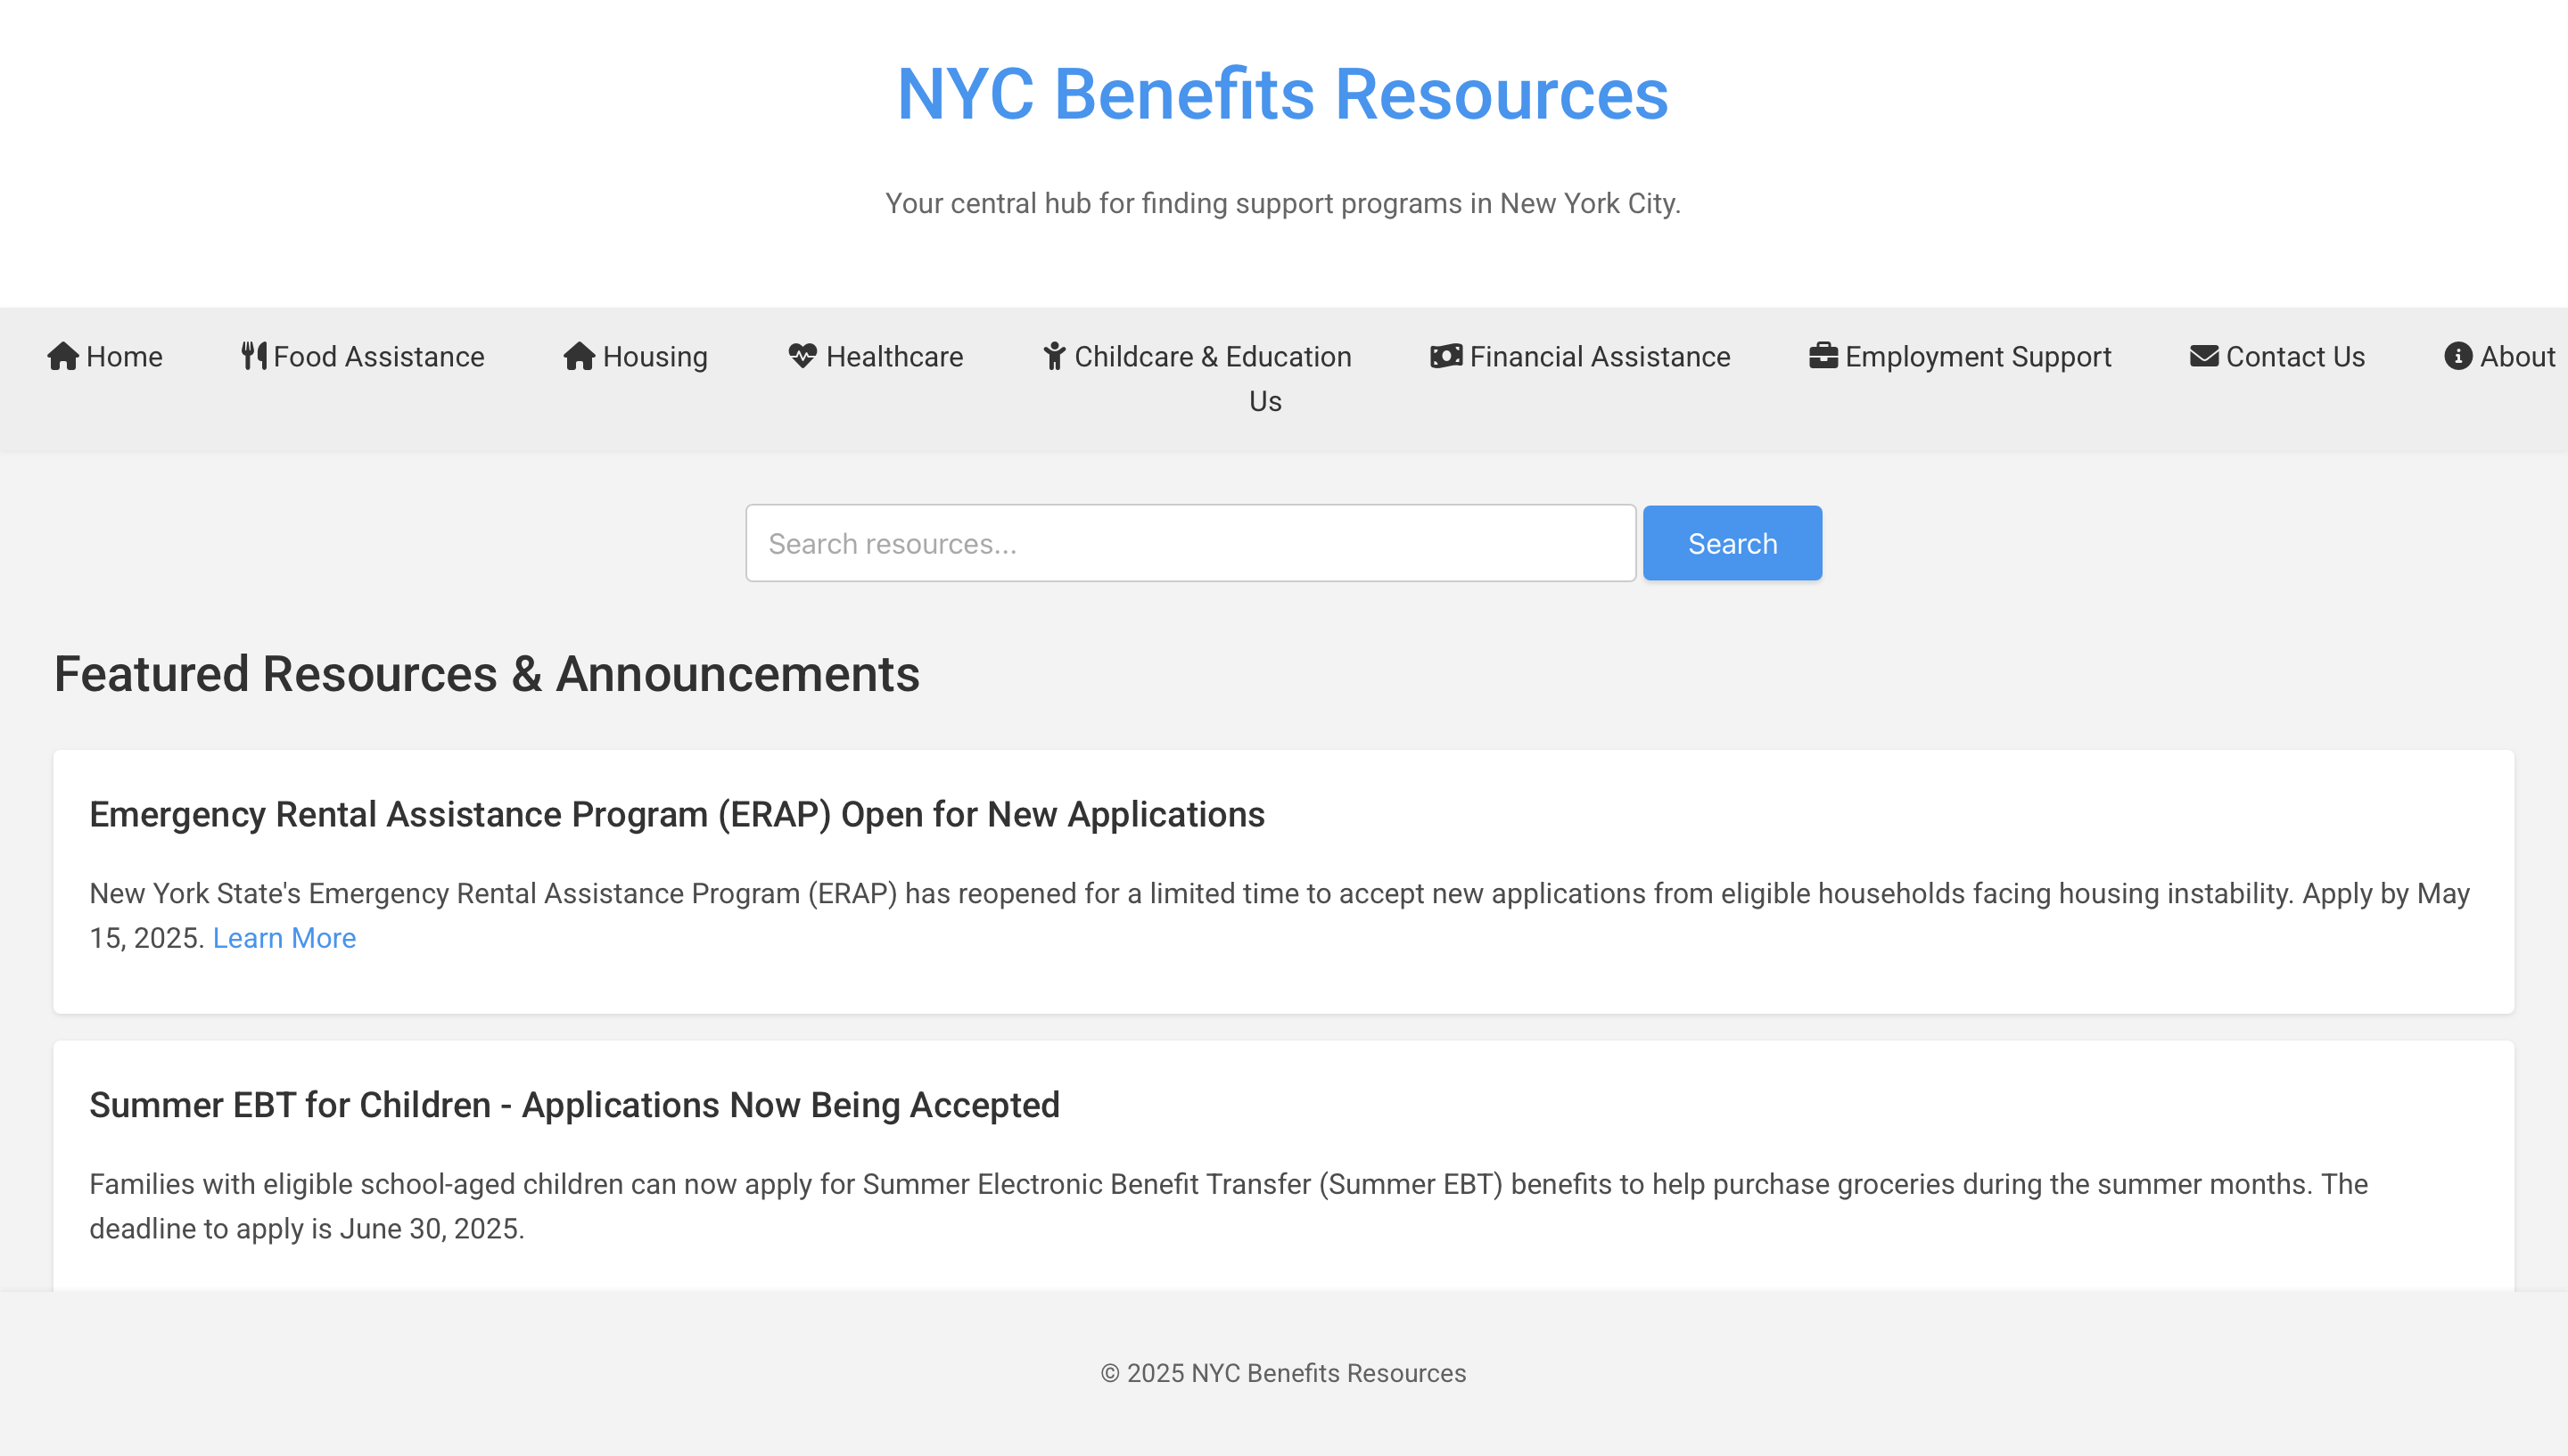 NYC Benefits Resources
Your central hub for finding support programs in New York City.
Home Food Assistance Housing Healthcare Childcare & Education Financial Assistance Employment Support Contact Us About
Us
Search resources... Search
Featured Resources & Announcements
Emergency Rental Assistance Program (ERAP) Open for New Applications
New York State's Emergency Rental Assistance Program (ERAP) has reopened for a limited time to accept new applications from eligible households facing housing instability. Apply by May
15, 2025. Learn More
Summer EBT for Children - Applications Now Being Accepted
Families with eligible school-aged children can now apply for Summer Electronic Benefit Transfer (Summer EBT) benefits to help purchase groceries during the summer months. The
deadline to apply is June 30, 2025.
© 2025 NYC Benefits Resources